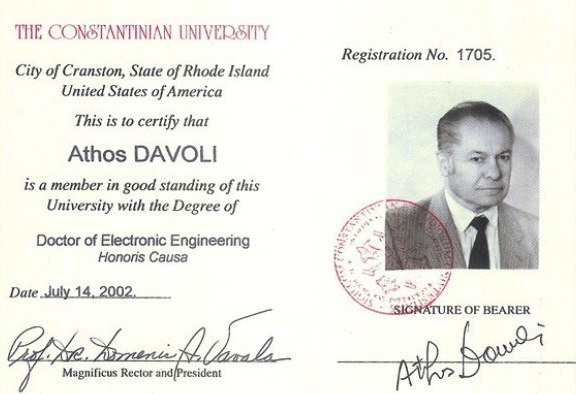 THE CONSTANTINIAN UNIVERSITY
City of Cranston, State of Rhode Island
United States of America
This is to certify that
Athos DAVOLI
is a member in good standing of this
University with the Degree of
Doctor of Electronic Engineering
Honoris Causa
Date July 14, 2002.
Magnificus Rector and President
Registration No. 1705.
SIGNATURE OF BEARER
Athos Davoli